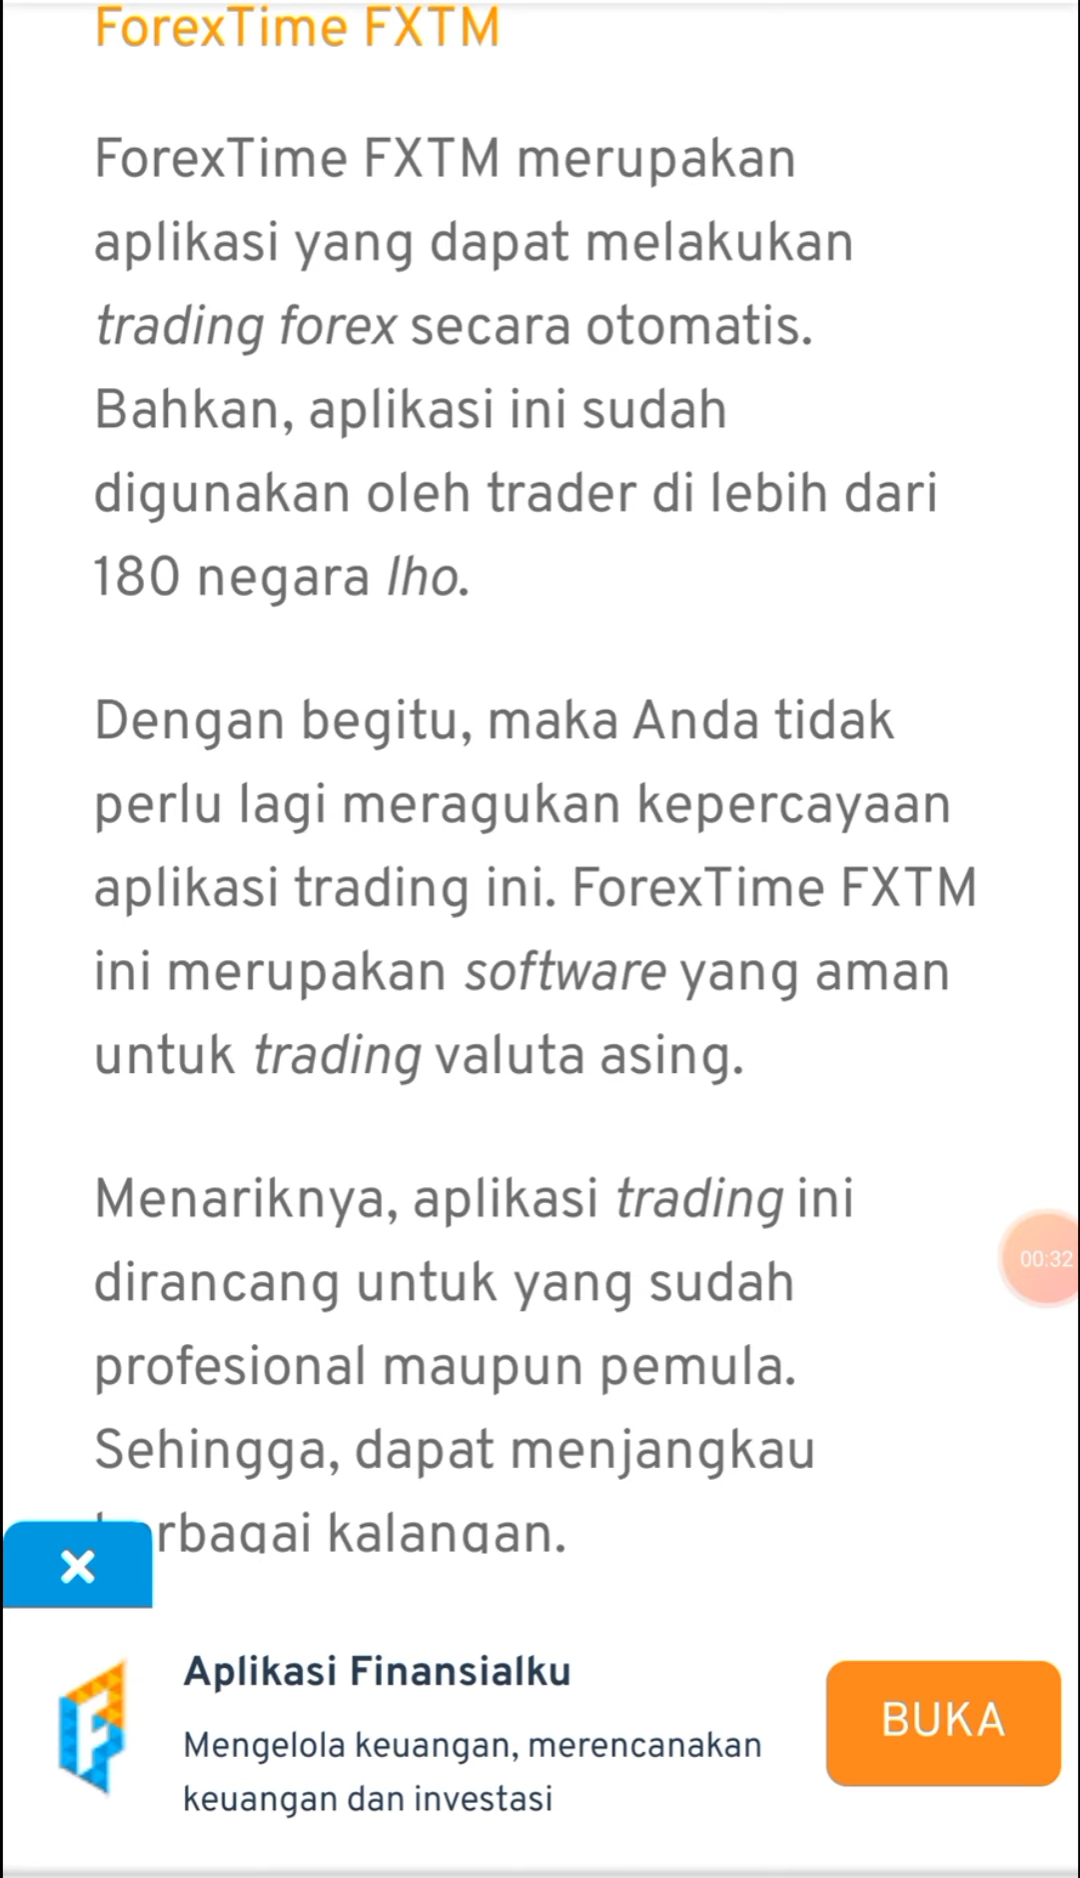 ForexTime FXTM
ForexTime FXTM merupakan
aplikasi yang dapat melakukan
trading forex secara otomatis.
Bahkan, aplikasi ini sudah
digunakan oleh trader di lebih dari
180 negara lho.
Dengan begitu, maka Anda tidak
perlu lagi meragukan kepercayaan
aplikasi trading ini. ForexTime FXTM
ini merupakan software yang aman
untuk trading valuta asing.
Menariknya, aplikasi trading ini
dirancang untuk yang sudah
00:32
profesional maupun pemula.
Sehingga, dapat menjangkau
kalangan.
Aplikasi Finansialku
BUKA
Mengelola keuangan, merencanakan
keuangan dan investasi